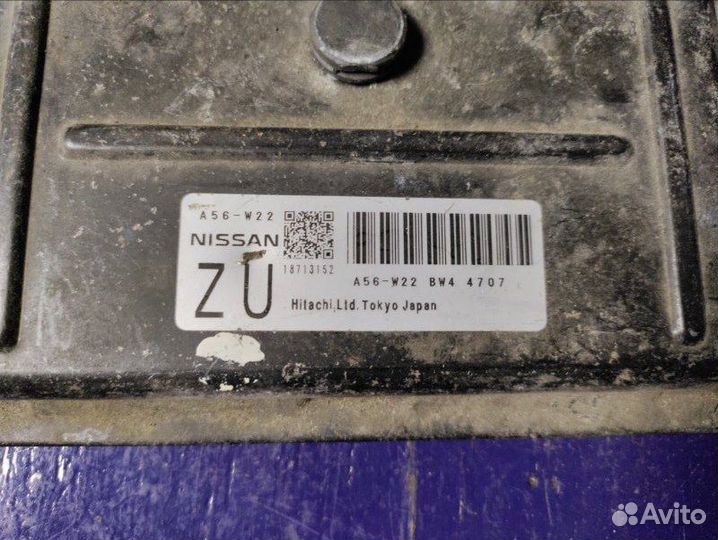 A56-W22
NISSAN
ZU
18713152
A56-W22 BW4 4707
Hitachi,Ltd.Tokyo Japan
Avito